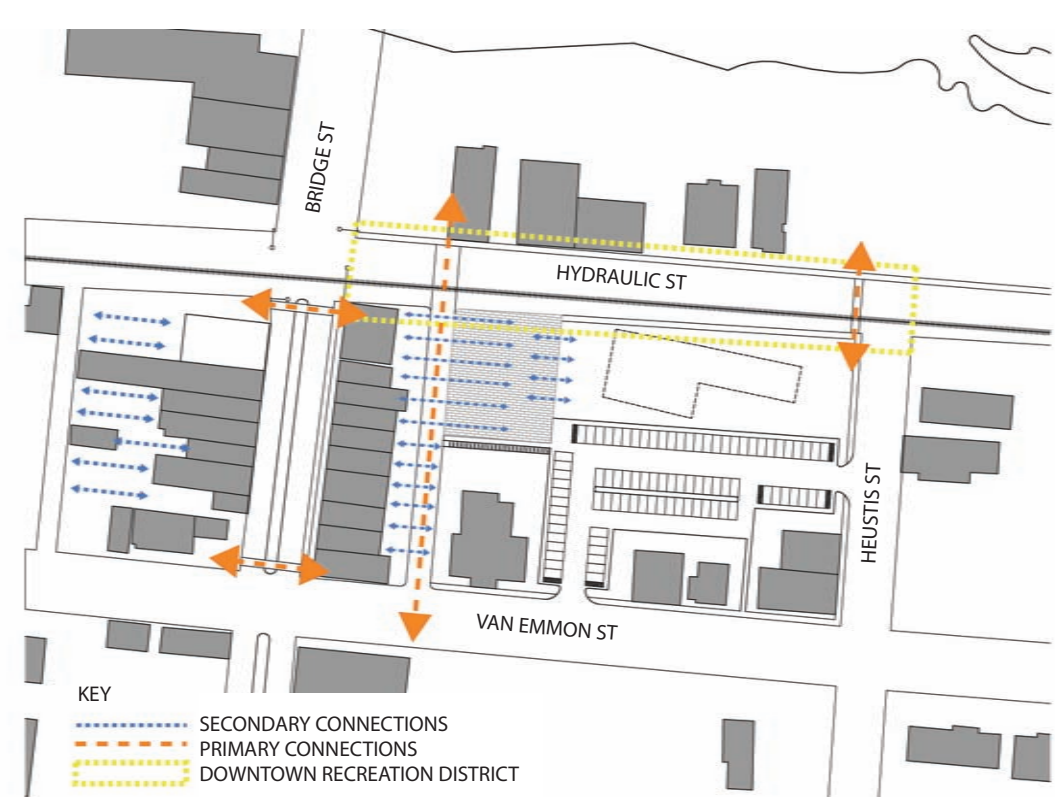 BRIDGE ST
HYDRAULIC ST
HEUSTIS ST
VAN EMMON ST
KEY
SECONDARY CONNECTIONS
PRIMARY CONNECTIONS
DOWNTOWN RECREATION DISTRICT